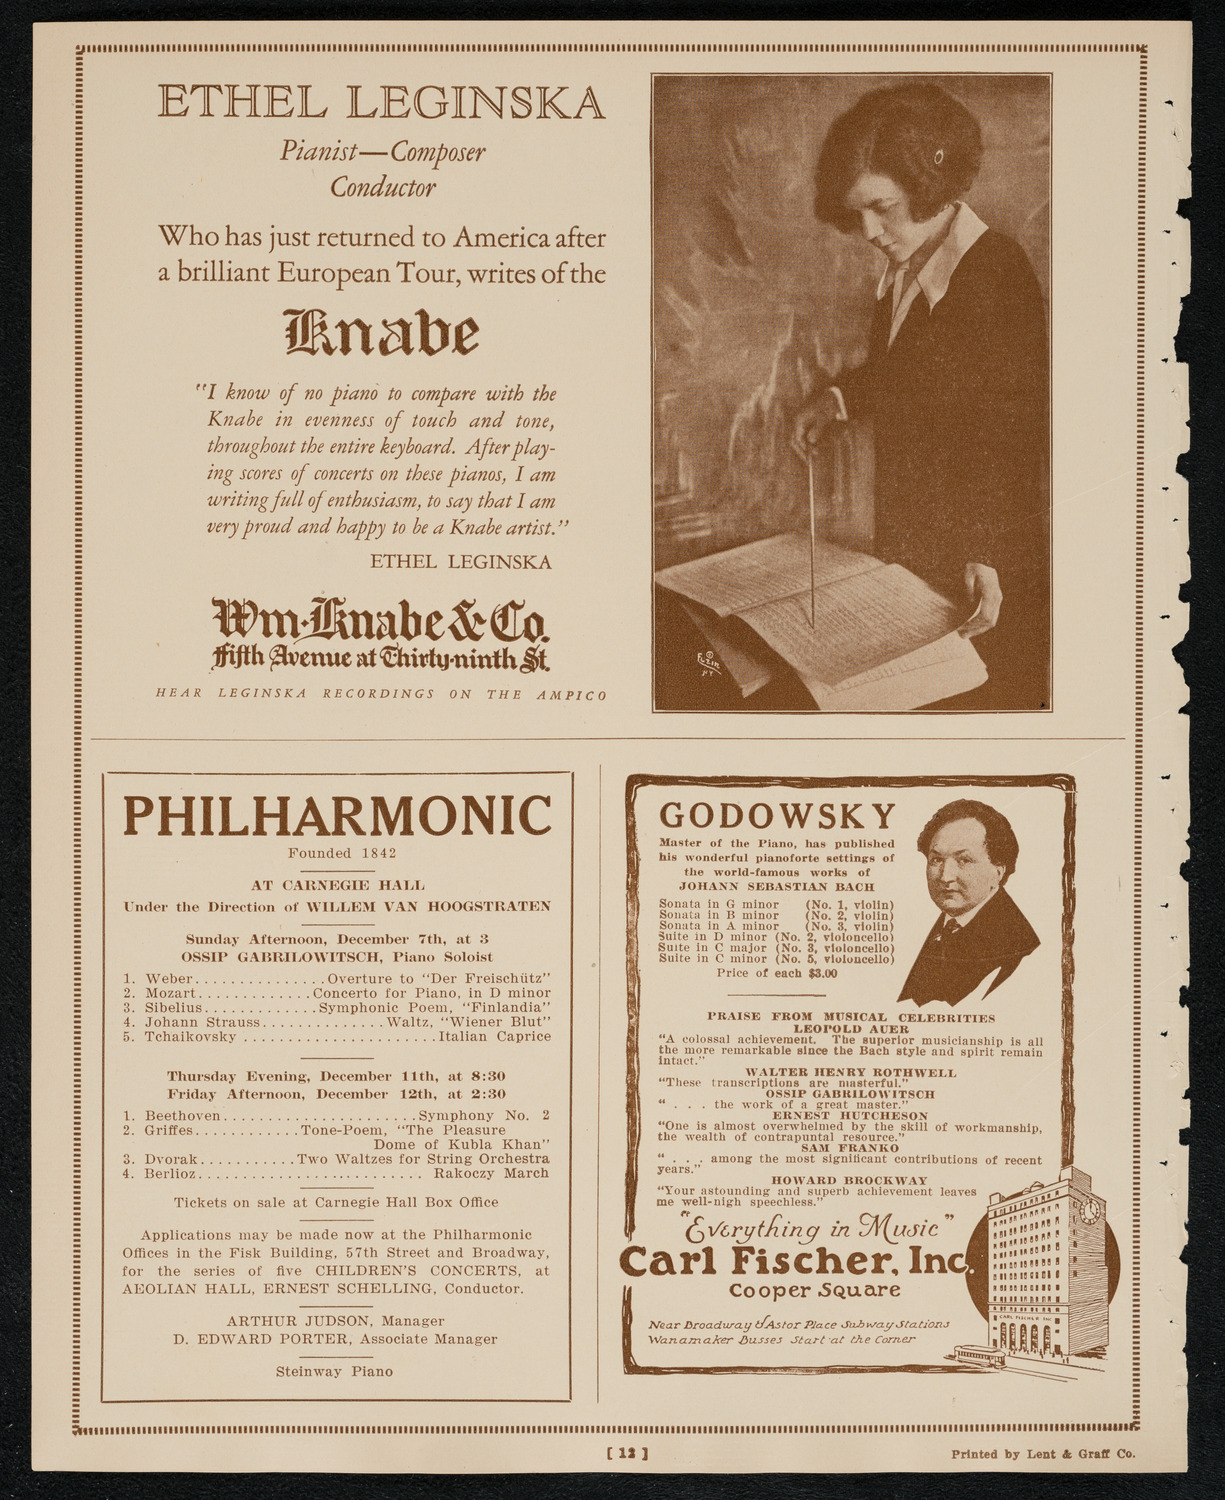 ETHEL LEGINSKA
Pianist—Composer
Conductor
Who has just returned to America after
a brilliant European Tour, writes of the
Knabe
"I know of no piano to compare with the
Knabe in evenness of touch and tone,
throughout the entire keyboard. After play-
ing scores of concerts on these pianos, I am
writing full of enthusiasm, to say that I am
very proud and happy to be a Knabe artist."
ETHEL LEGINSKA
Wm. Knabe & Co.
Fifth Avenue at Thirty-ninth St.
HEAR LEGINSKA RECORDINGS ON THE AMPICO
PHILHARMONIC
Founded 1842
AT CARNEGIE HALL
Under the Direction of WILLEM VAN HOOGSTRATEN
Sunday Afternoon, December 7th, at 3
OSSIP GABRILOWITSCH, Piano Soloist
1. Weber...............Overture to "Der Freischütz"
2. Mozart.............Concerto for Piano, in D minor
3. Sibelius.............Symphonic Poem, "Finlandia"
4. Johann Strauss..............Waltz, "Wiener Blut"
5. Tchaikovsky ......................Italian Caprice
Thursday Evening, December 11th, at 8:30
Friday Afternoon, December 12th, at 2:30
1. Beethoven......................Symphony No. 2
2. Griffes............Tone-Poem, "The Pleasure
Dome of Kubla Khan"
3. Dvorak...........Two Waltzes for String Orchestra
4. Berlioz.......................... Rakoczy March
Tickets on sale at Carnegie Hall Box Office
Applications may be made now at the Philharmonic
Offices in the Fisk Building, 57th Street and Broadway,
for the series of five CHILDREN'S CONCERTS, at
AEOLIAN HALL, ERNEST SCHELLING, Conductor.
ARTHUR JUDSON, Manager
D. EDWARD PORTER, Associate Manager
Steinway Piano
GODOWSKY
Master of the Piano, has published
his wonderful pianoforte settings of
the world-famous works of
JOHANN SEBASTIAN BACH
Sonata in G minor (No. 1, violin)
Sonata in B minor (No. 2, violin)
Sonata in A minor (No. 3, violin)
Suite in D minor (No. 2, violoncello)
Suite in C major (No. 3, violoncello)
Suite in C minor (No. 5, violoncello)
Price of each $3.00
PRAISE FROM MUSICAL CELEBRITIES
LEOPOLD AUER
"A colossal achievement. The superior musicianship is all
the more remarkable since the Bach style and spirit remain
intact."
WALTER HENRY ROTHWELL
"These transcriptions are masterful."
OSSIP GABRILOWITSCH
" . . . the work of a great master."
ERNEST HUTCHESON
"One is almost overwhelmed by the skill of workmanship,
the wealth of contrapuntal resource."
SAM FRANKO
" . . . among the most significant contributions of recent
years."
HOWARD BROCKWAY
"Your astounding and superb achievement leaves
me well-nigh speechless."
"Everything in Music"
Carl Fischer, Inc.
Cooper Square
CARL FISCHER INC
Near Broadway & Astor Place Subway Stations
Wanamaker Busses Start at the Corner
[ 12 ]
Printed by Lent & Graff Co.